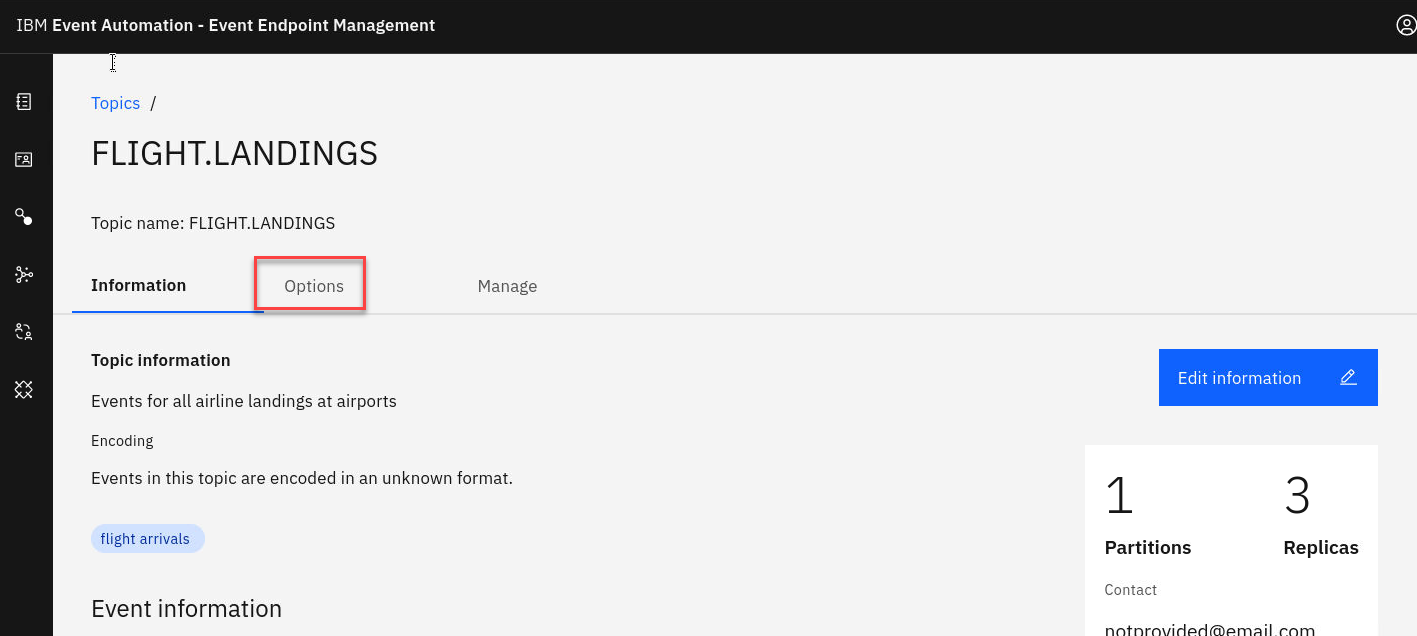 IBM Event Automation - Event Endpoint Management
Topics /
FLIGHT.LANDINGS
Topic name: FLIGHT.LANDINGS
Information Options Manage
Topic information
Edit information
Events for all airline landings at airports
Encoding
Events in this topic are encoded in an unknown format.
flight arrivals
1 3
Partitions Replicas
Contact
notprovided@email.com
Event information